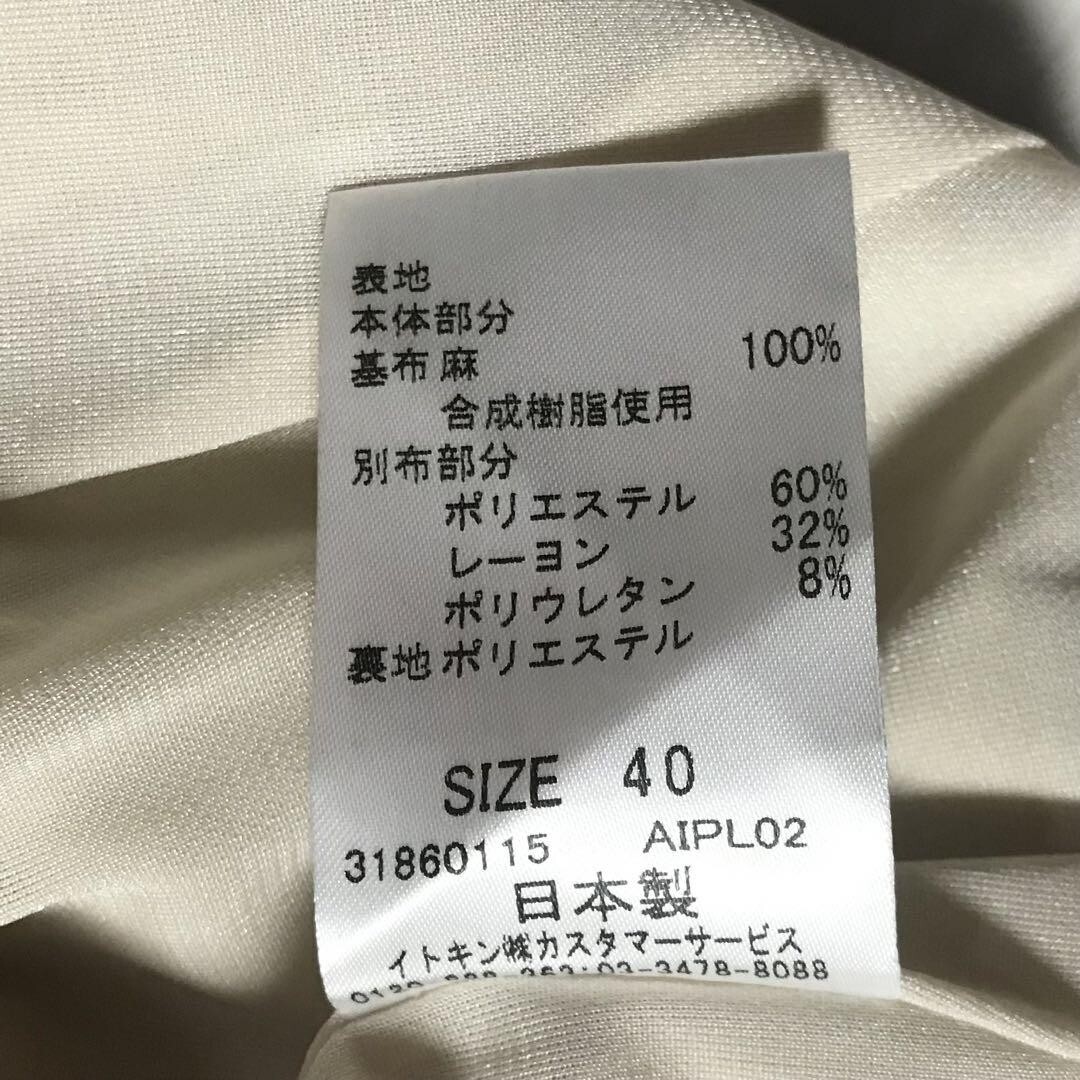 表地
本体部分
基布 麻 100%
合成樹脂使用
別布部分
ポリエステル 60%
レーヨン 32%
ポリウレタン 8%
裏地 ポリエステル
SIZE 40
31860115 AIPL02
日本製
イトキン㈱カスタマーサービス
03-3478-8088